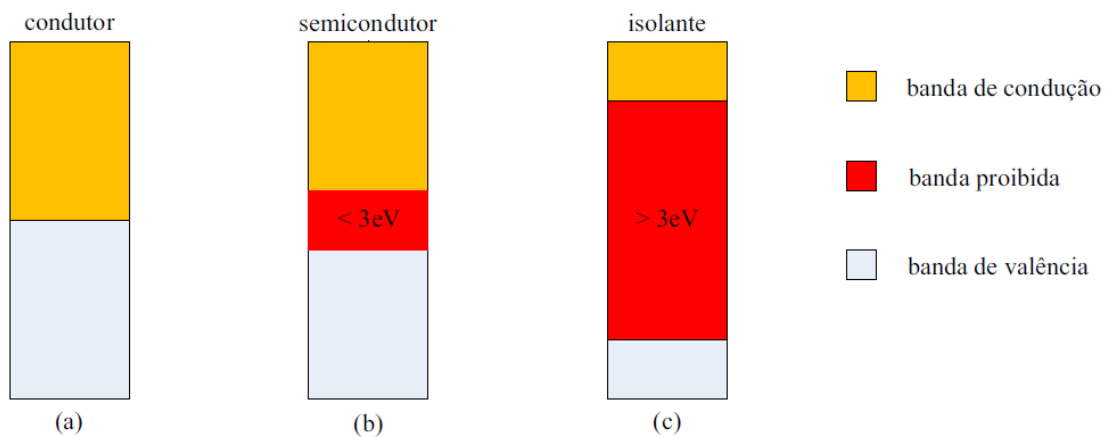 condutor
semicondutor
isolante
banda de condução
banda proibida
< 3eV
> 3eV
banda de valência
(a)
(b)
(c)